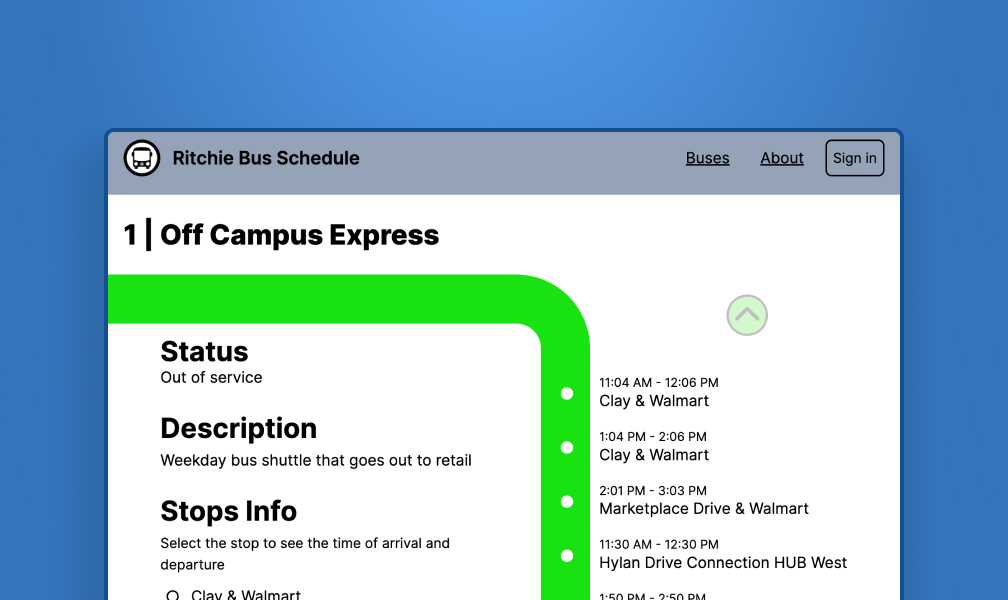 Ritchie Bus Schedule
Buses
About
Sign in
1 | Off Campus Express
Status
Out of service
Description
Weekday bus shuttle that goes out to retail
Stops Info
Select the stop to see the time of arrival and
departure
Clay & Walmart
11:04 AM - 12:06 PM
Clay & Walmart
1:04 PM - 2:06 PM
Clay & Walmart
2:01 PM - 3:03 PM
Marketplace Drive & Walmart
11:30 AM - 12:30 PM
Hylan Drive Connection HUB West
1:50 PM - 2:50 PM